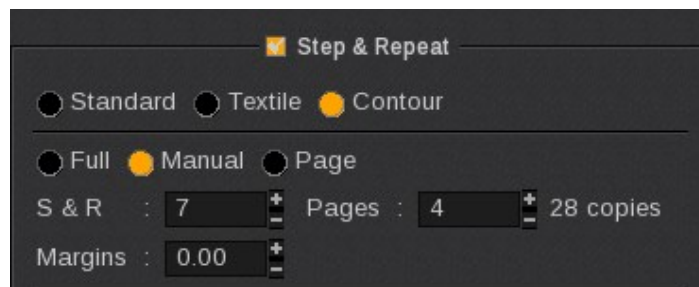 Step & Repeat
Standard Textile Contour
Full Manual Page
S & R : 7 Pages : 4 28 copies
Margins : 0.00